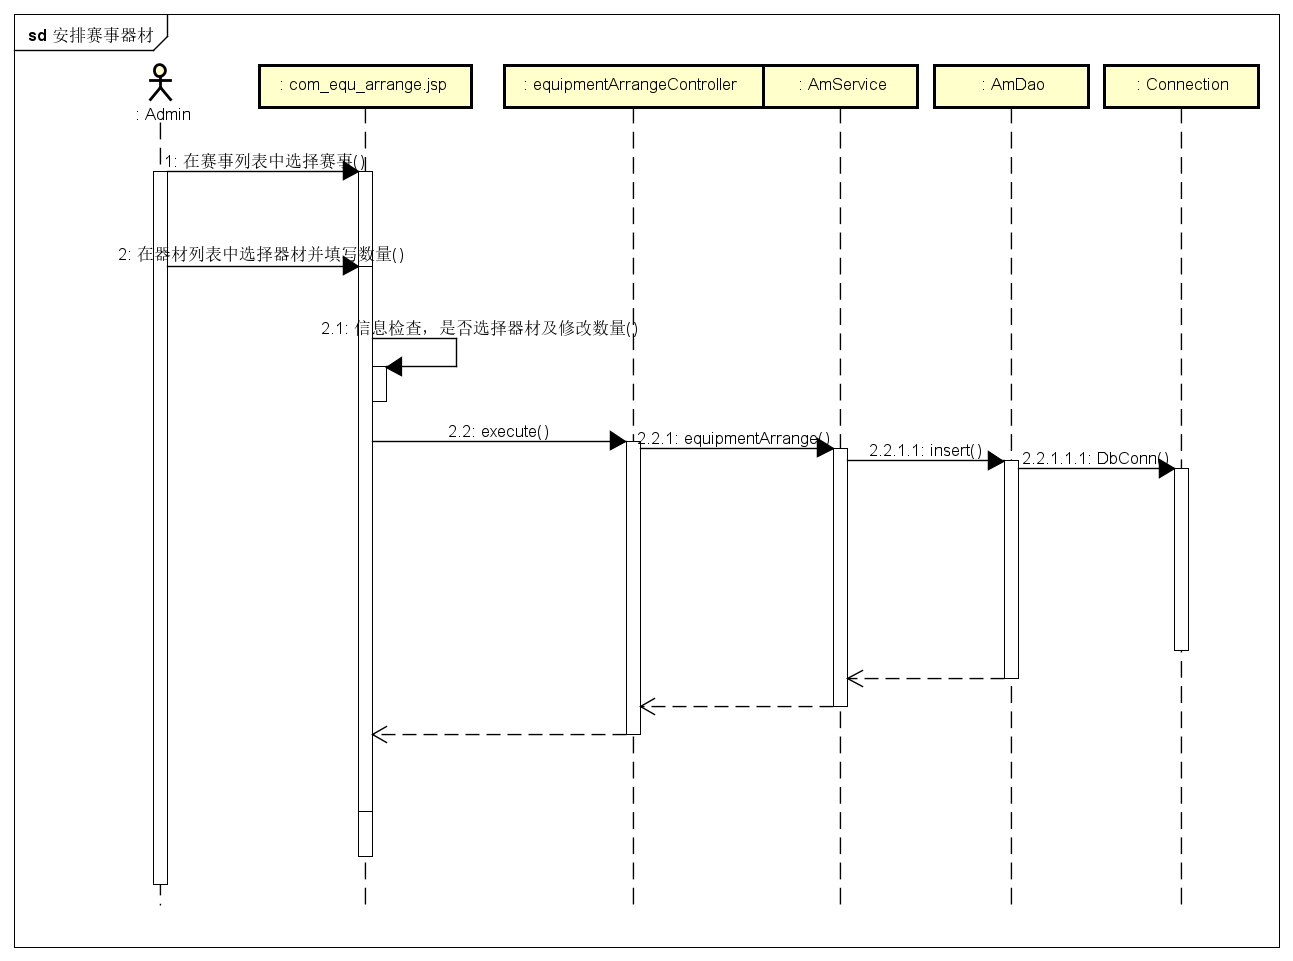 sd 安排赛事器材
: Admin
: com_equ_arrange.jsp
: equipmentArrangeController
: AmService
: AmDao
: Connection
1: 在赛事列表中选择赛事()
2: 在器材列表中选择器材并填写数量()
2.1: 信息检查，是否选择器材及修改数量()
2.2: execute()
2.2.1: equipmentArrange()
2.2.1.1: insert()
2.2.1.1.1: DbConn()